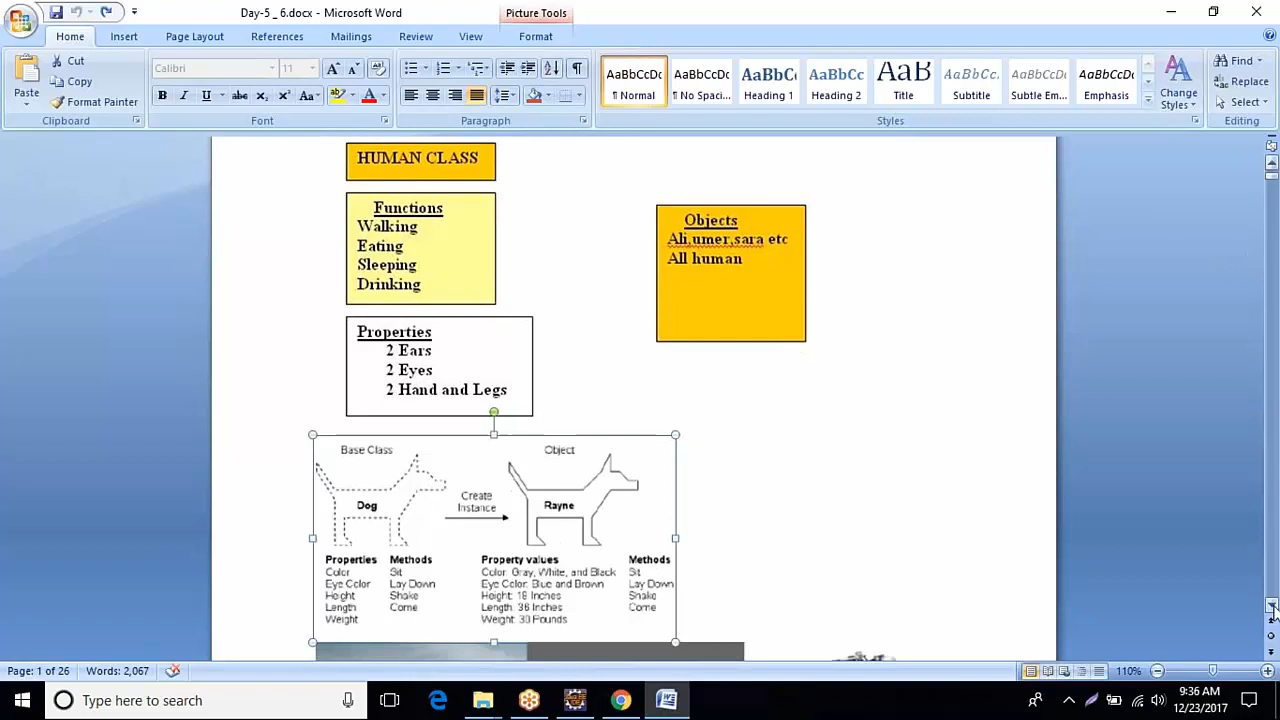 Day-5 _ 6.docx - Microsoft Word
Picture Tools
Home Insert Page Layout References Mailings Review View Format
Paste
Cut
Copy
Format Painter
Clipboard
Calibri 11
Font
Paragraph
AaBbCcDc AaBbCcDc AaBbCc AaBbCc AaB AaBbCc. AaBbCcDc AaBbCcDc
¶ Normal ¶ No Spaci... Heading 1 Heading 2 Title Subtitle Subtle Em... Emphasis
Change Styles
Styles
Find
Replace
Select
Editing
HUMAN CLASS
Functions
Walking
Eating
Sleeping
Drinking
Objects
Ali,umer,sara etc
All human
Properties
2 Ears
2 Eyes
2 Hand and Legs
Base Class
Object
Dog
Create
Instance
Rayne
Properties Methods
Color Sit
Eye Color Lay Down
Height Shake
Length Come
Weight
Property values Methods
Color: Gray, White, and Black Sit
Eye Color: Blue and Brown Lay Down
Height: 18 Inches Shake
Length: 36 Inches Come
Weight: 30 Pounds
Page: 1 of 26 Words: 2,067
110%
Type here to search
9:36 AM
12/23/2017